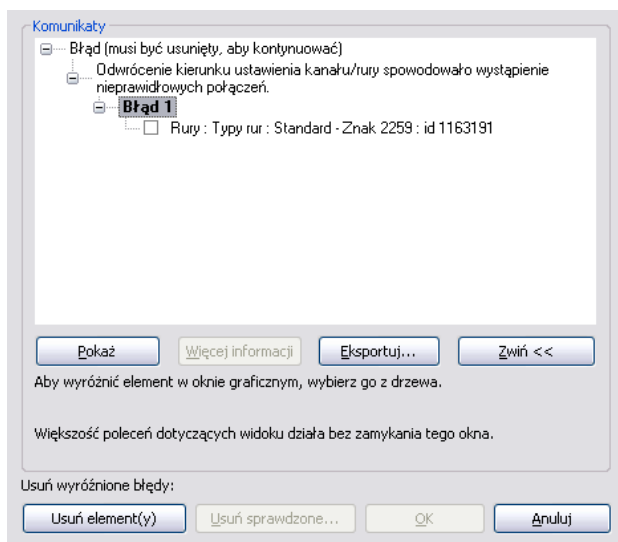 Komunikaty
Błąd (musi być usunięty, aby kontynuować)
Odwrócenie kierunku ustawienia kanału/rury spowodowało wystąpienie
nieprawidłowych połączeń.
Błąd 1
Rury : Typy rur : Standard - Znak 2259 : id 1163191
Pokaż Więcej informacji Eksportuj... Zwiń <<
Aby wyróżnić element w oknie graficznym, wybierz go z drzewa.
Większość poleceń dotyczących widoku działa bez zamykania tego okna.
Usuń wyróżnione błędy:
Usuń element(y) Usuń sprawdzone... OK Anuluj